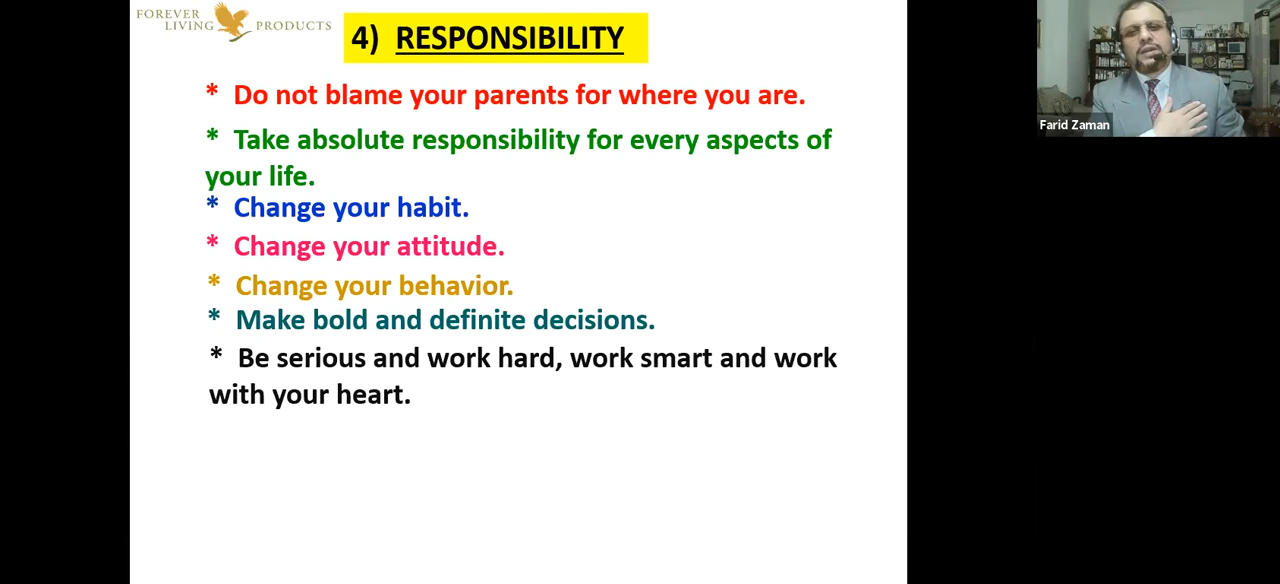 FOREVER
LIVING PRODUCTS
4) RESPONSIBILITY
* Do not blame your parents for where you are.
* Take absolute responsibility for every aspects of
your life.
* Change your habit.
* Change your attitude.
* Change your behavior.
* Make bold and definite decisions.
* Be serious and work hard, work smart and work
with your heart.
Farid Zaman